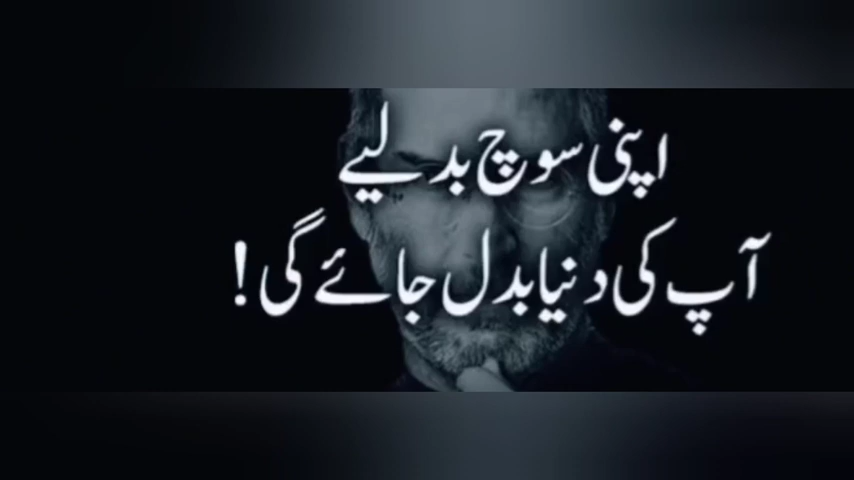 اپنی سوچ بدلیے
آپ کی دنیا بدل جائے گی!